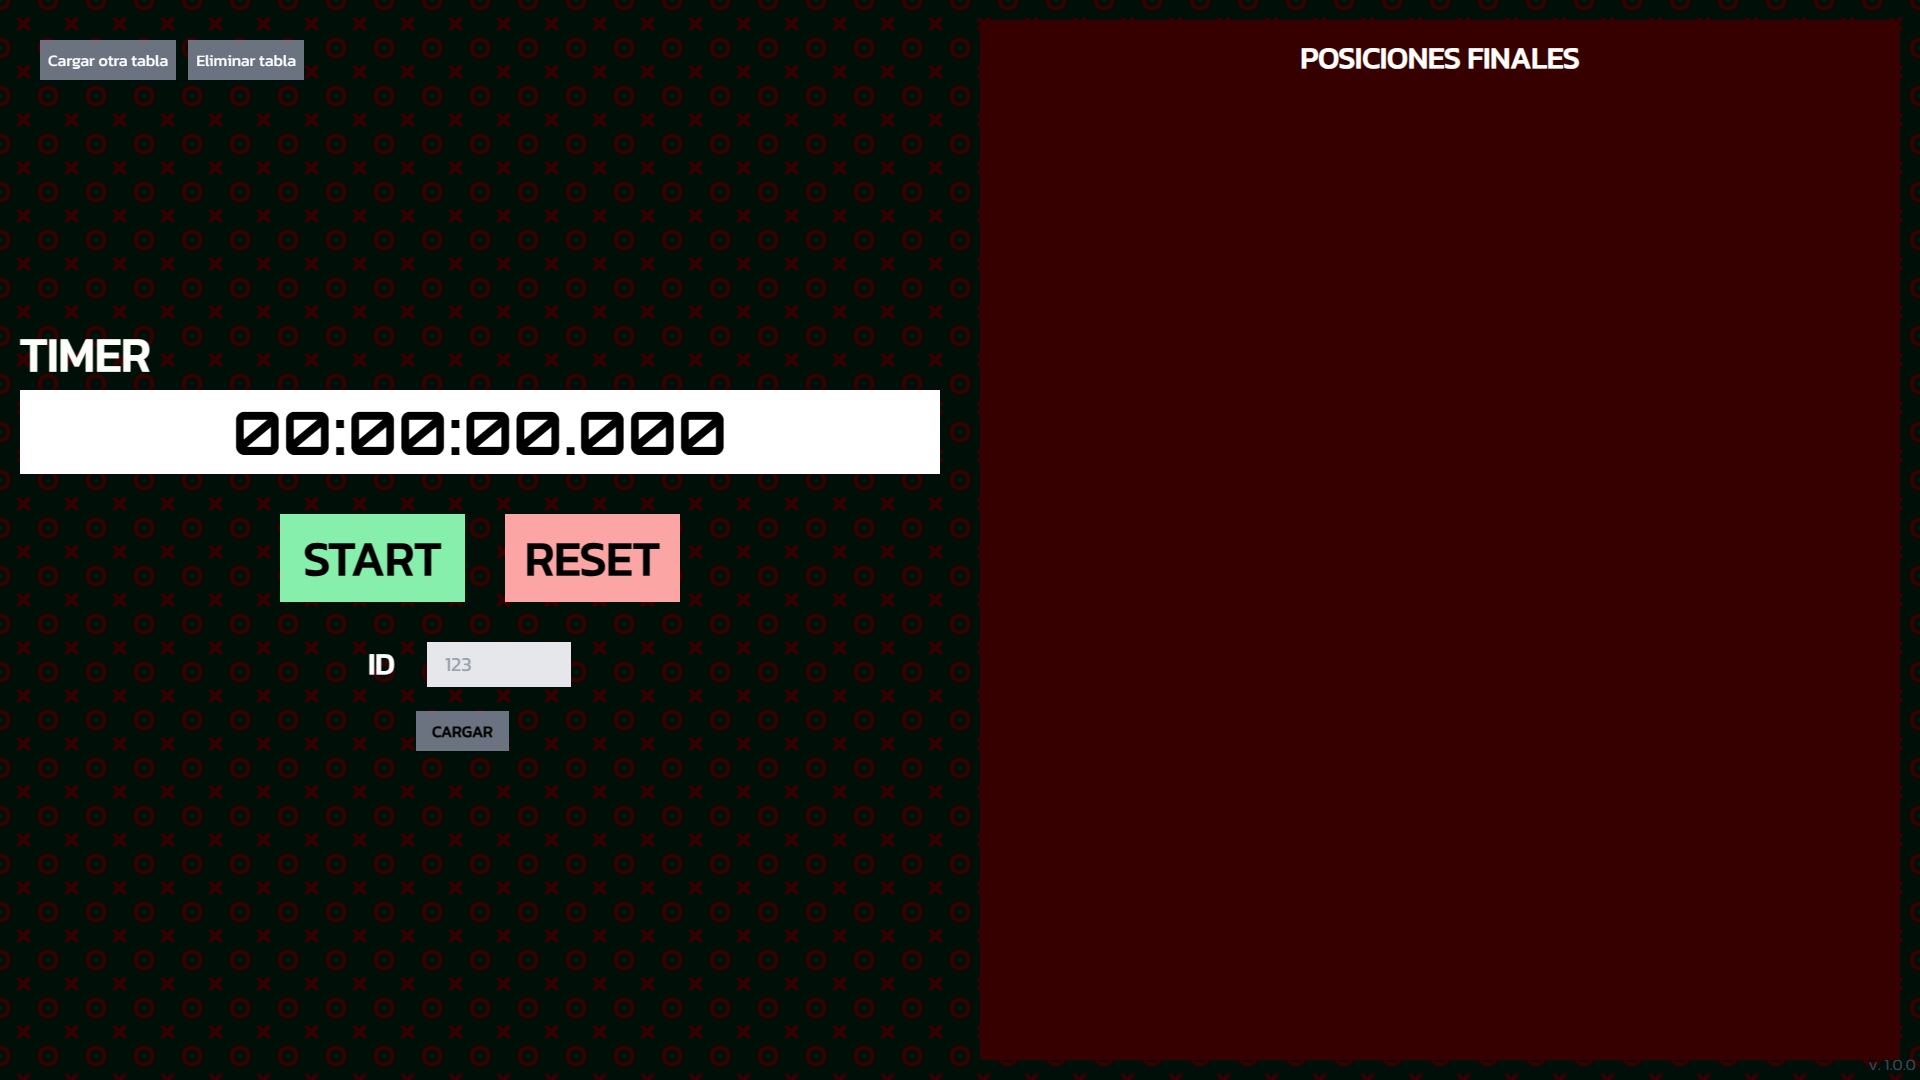 Cargar otra tabla
Eliminar tabla
TIMER
00:00:00.000
START
RESET
ID
123
CARGAR
POSICIONES FINALES
v. 1.0.0